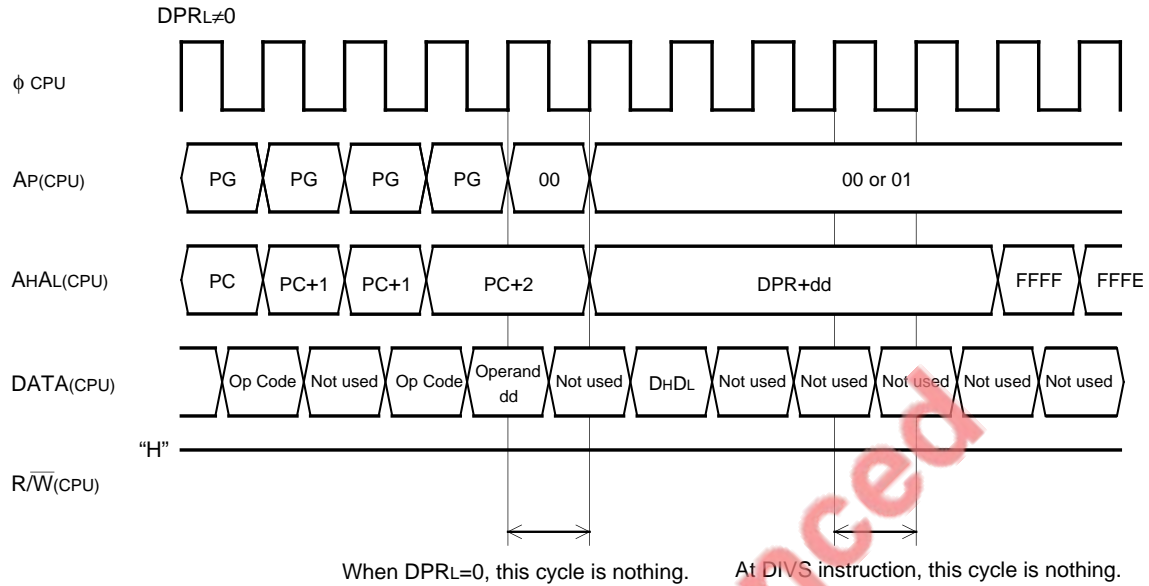 DPRL≠0
φ CPU
AP(CPU) PG PG PG PG 00 00 or 01
AHAL(CPU) PC PC+1 PC+1 PC+2 DPR+dd FFFF FFFE
DATA(CPU) Op Code Not used Op Code Operand dd Not used DHDL Not used Not used Not used Not used Not used
“H”
R/W̅(CPU)
When DPRL=0, this cycle is nothing. At DIVS instruction, this cycle is nothing.
nced